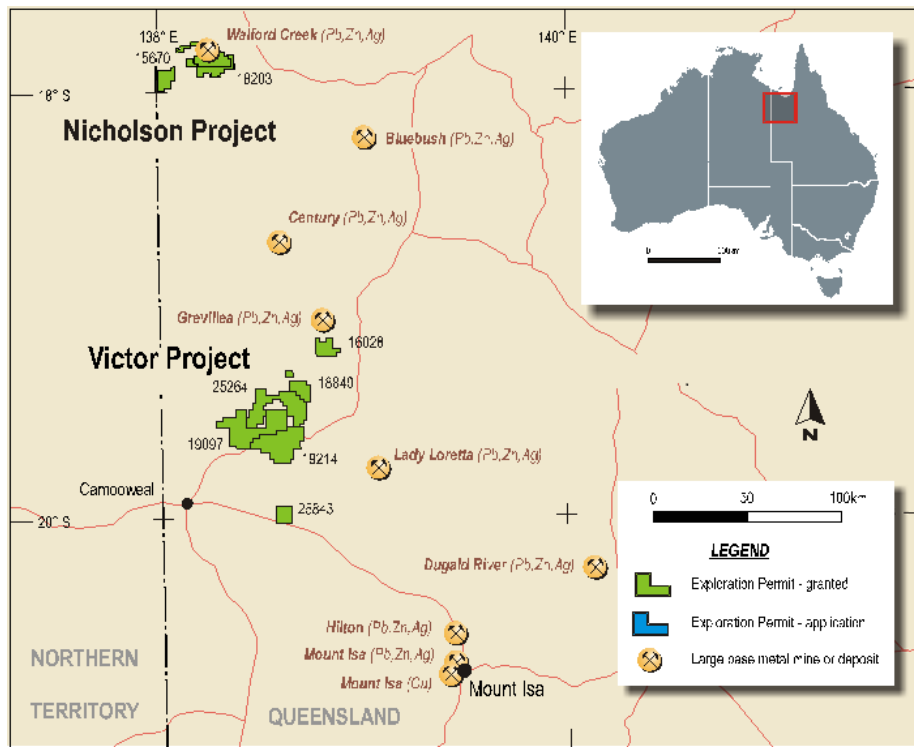 138° E
Walford Creek (Pb,Zn,Ag)
140° E
15670
18203
18° S
Nicholson Project
Bluebush (Pb,Zn,Ag)
Century (Pb,Zn,Ag)
0
Grevillea (Pb,Zn,Ag)
16028
Victor Project
25264
18840
19097
19214
N
Lady Loretta (Pb,Zn,Ag)
Camooweal
28843
20° S
0
30
100km
LEGEND
Dugald River (Pb,Zn,Ag)
Exploration Permit - granted
Exploration Permit - application
Hilton (Pb,Zn,Ag)
Mount Isa (Pb,Zn,Ag)
Large base metal mine or deposit
Mount Isa (Cu)
Mount Isa
NORTHERN
TERRITORY
QUEENSLAND